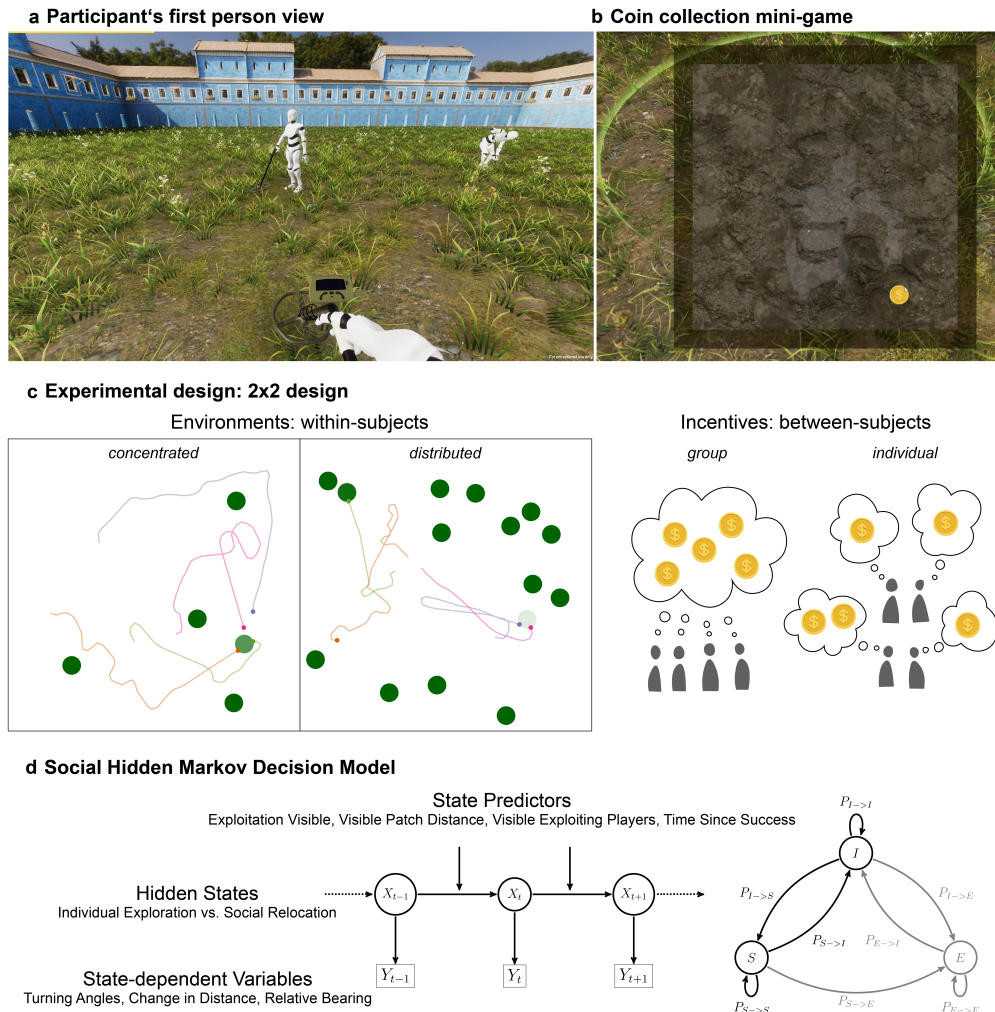 a Participant‘s first person view
b Coin collection mini-game
c Experimental design: 2x2 design
Environments: within-subjects
Incentives: between-subjects
concentrated
distributed
group
individual
$ $ $ $ $
$ $
$ $ $
d Social Hidden Markov Decision Model
State Predictors
Exploitation Visible, Visible Patch Distance, Visible Exploiting Players, Time Since Success
Hidden States
Individual Exploration vs. Social Relocation
X_{t-1} X_t X_{t+1}
State-dependent Variables
Turning Angles, Change in Distance, Relative Bearing
Y_{t-1} Y_t Y_{t+1}
P_{I->I}
I
P_{I->S} P_{I->E}
P_{S->I} P_{E->I}
S E
P_{S->E}
P_{S->S} P_{E->E}